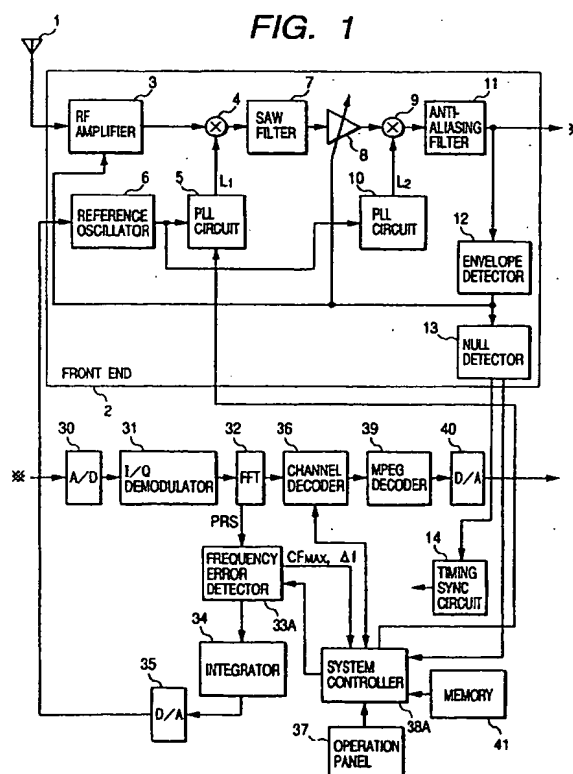 FIG. 1
1
3
RF
AMPLIFIER
4
7
SAW
FILTER
8
9
11
ANTI-
ALIASING
FILTER
※
6
REFERENCE
OSCILLATOR
5
L1
PLL
CIRCUIT
10
L2
PLL
CIRCUIT
12
ENVELOPE
DETECTOR
13
NULL
DETECTOR
FRONT END
2
※
30
A/D
31
I/Q
DEMODULATOR
32
FFT
36
CHANNEL
DECODER
39
MPEG
DECODER
40
D/A
PRS
FREQUENCY
ERROR
DETECTOR
33A
CFMAX, Δf
14
TIMING
SYNC
CIRCUIT
34
INTEGRATOR
35
D/A
SYSTEM
CONTROLLER
38A
MEMORY
41
37
OPERATION
PANEL